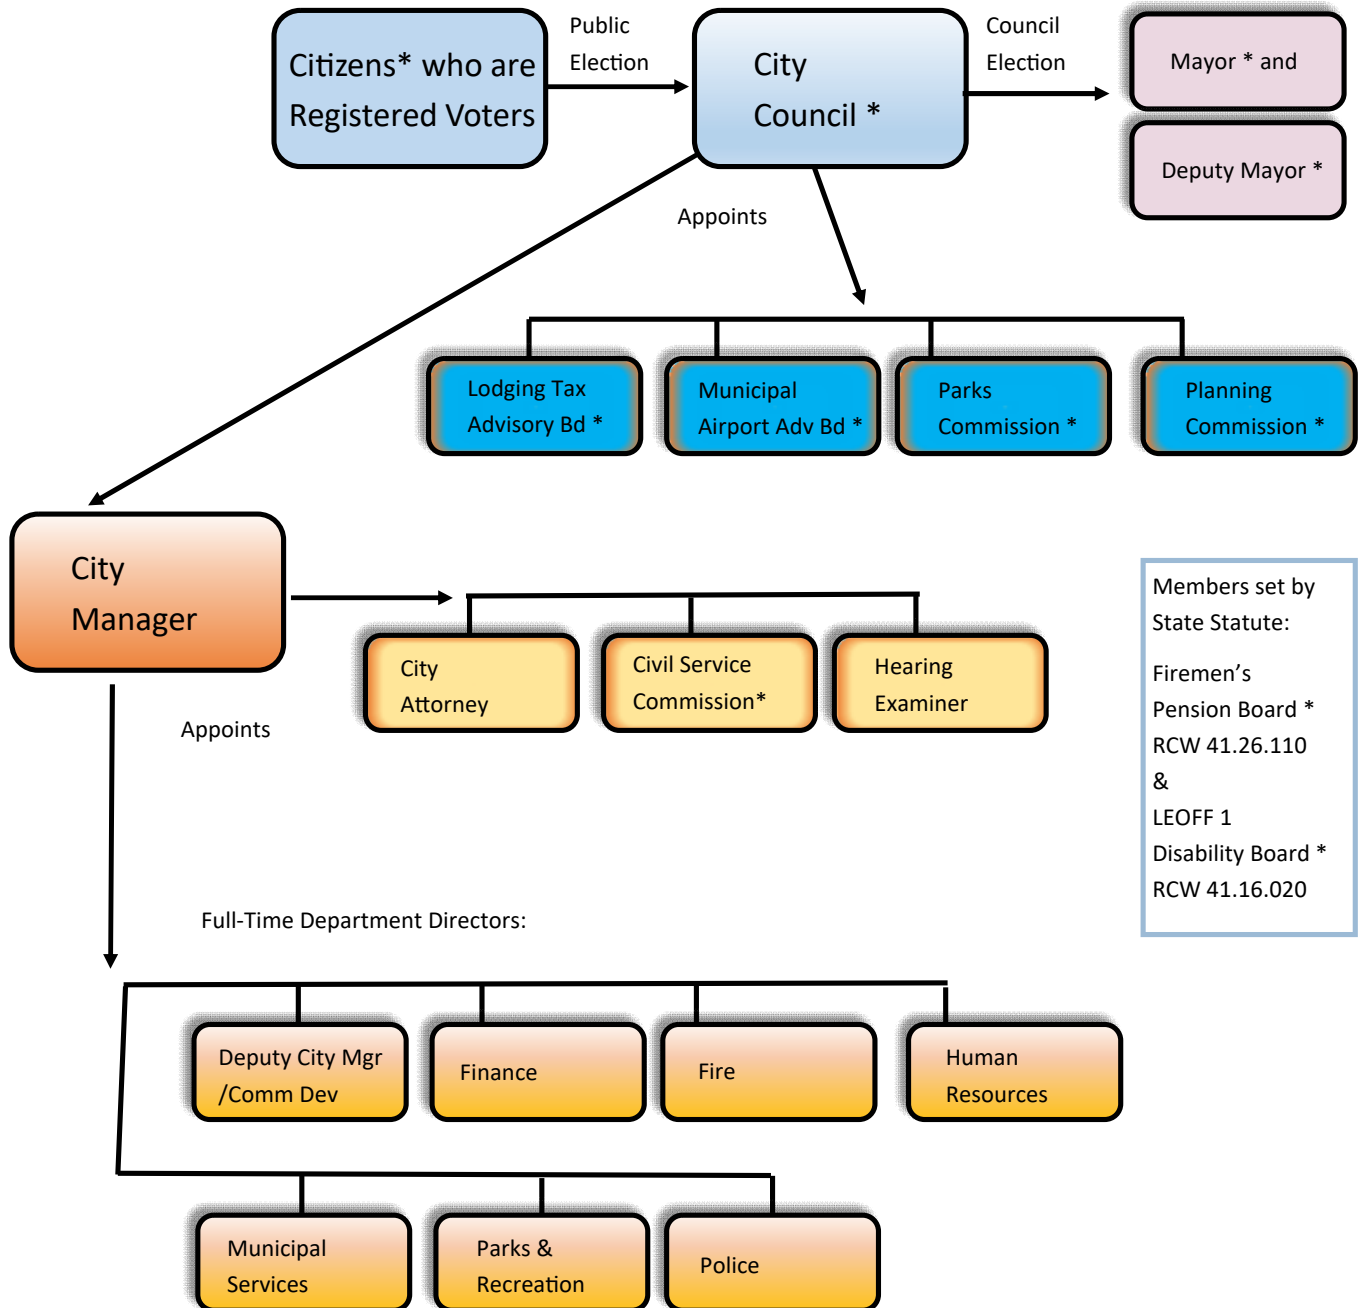 Citizens* who are
Registered Voters
Public
Election
City
Council *
Council
Election
Mayor * and
Deputy Mayor *
Appoints
Lodging Tax
Advisory Bd *
Municipal
Airport Adv Bd *
Parks
Commission *
Planning
Commission *
City
Manager
City
Attorney
Civil Service
Commission*
Hearing
Examiner
Members set by
State Statute:
Firemen’s
Pension Board *
RCW 41.26.110
&
LEOFF 1
Disability Board *
RCW 41.16.020
Appoints
Full-Time Department Directors:
Deputy City Mgr
/Comm Dev
Finance
Fire
Human
Resources
Municipal
Services
Parks &
Recreation
Police